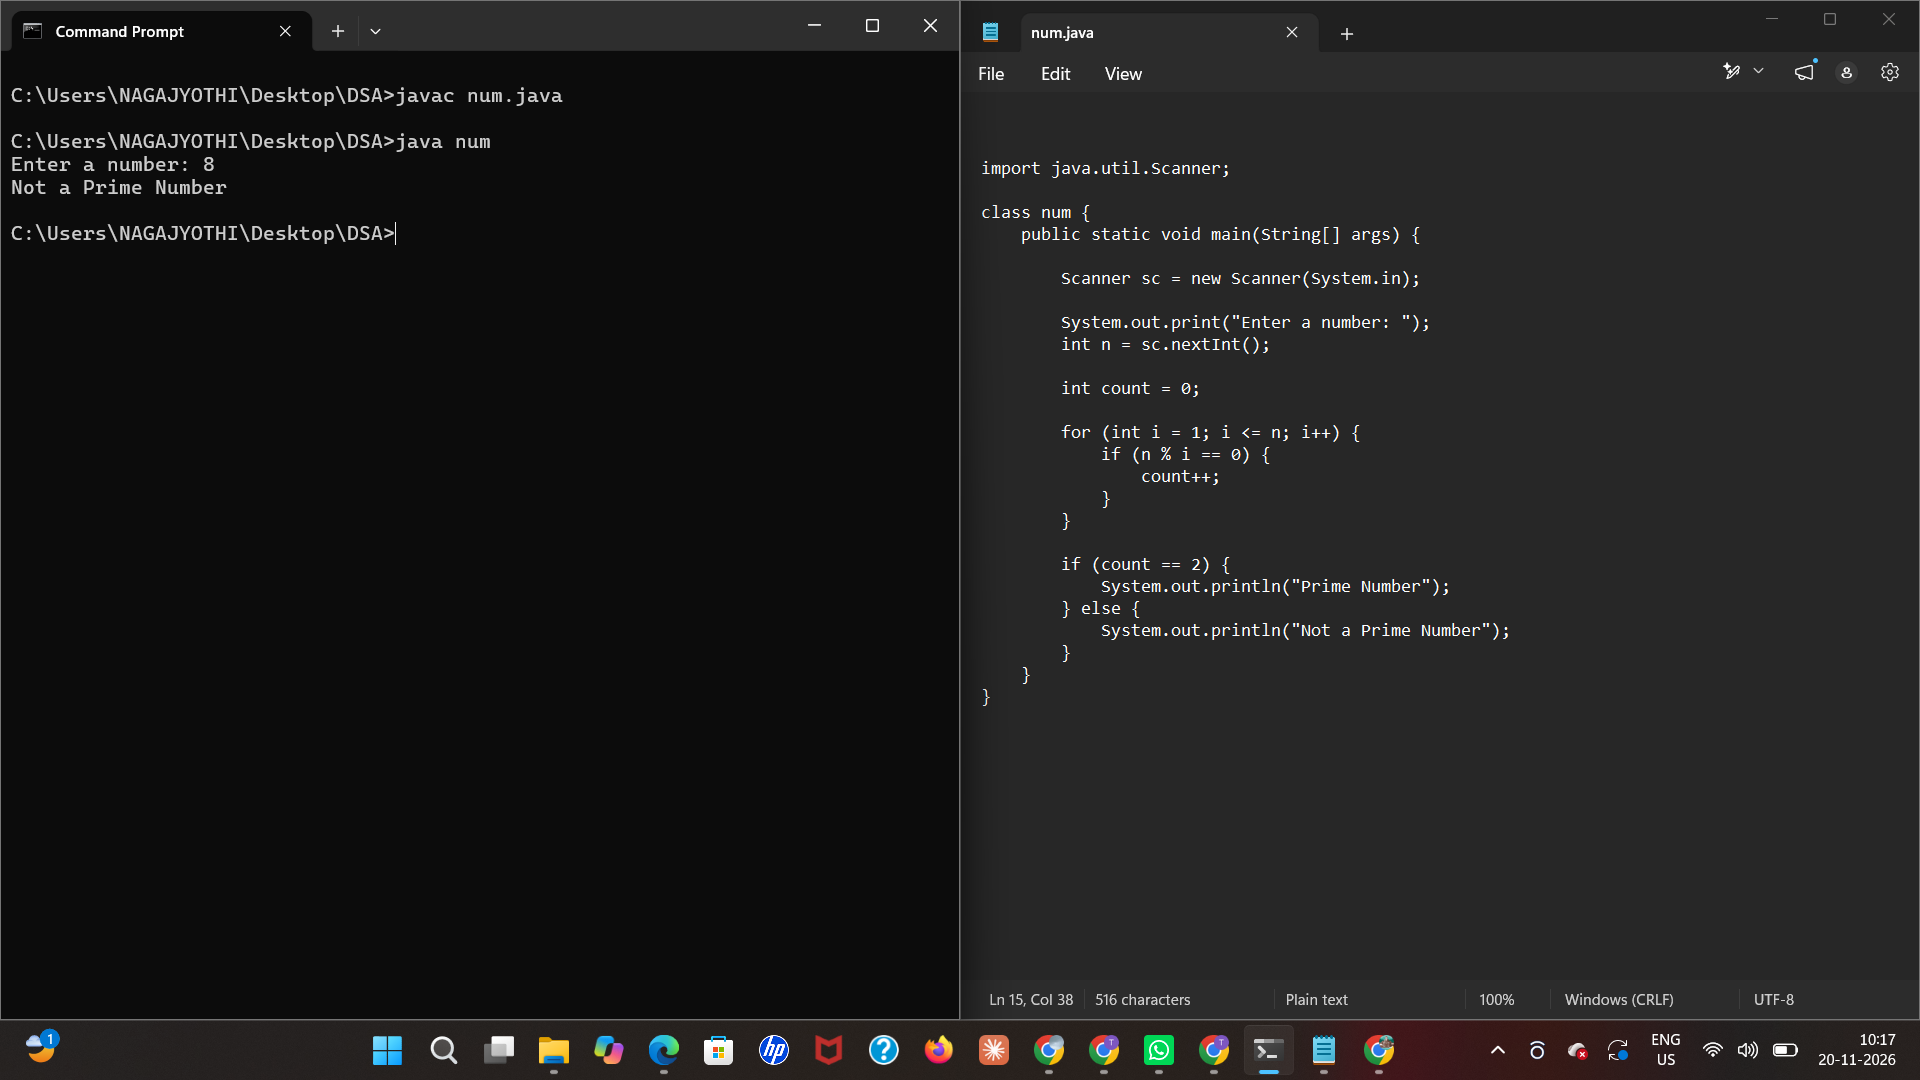 Command Prompt
C:\Users\NAGAJYOTHI\Desktop\DSA>javac num.java
C:\Users\NAGAJYOTHI\Desktop\DSA>java num
Enter a number: 8
Not a Prime Number
C:\Users\NAGAJYOTHI\Desktop\DSA>
num.java
File Edit View
import java.util.Scanner;
class num {
    public static void main(String[] args) {
        Scanner sc = new Scanner(System.in);
        System.out.print("Enter a number: ");
        int n = sc.nextInt();
        int count = 0;
        for (int i = 1; i <= n; i++) {
            if (n % i == 0) {
                count++;
            }
        }
        if (count == 2) {
            System.out.println("Prime Number");
        } else {
            System.out.println("Not a Prime Number");
        }
    }
}
Ln 15, Col 38 516 characters Plain text 100% Windows (CRLF) UTF-8
1
hp
?
T
T
ENG
US
10:17
20-11-2026